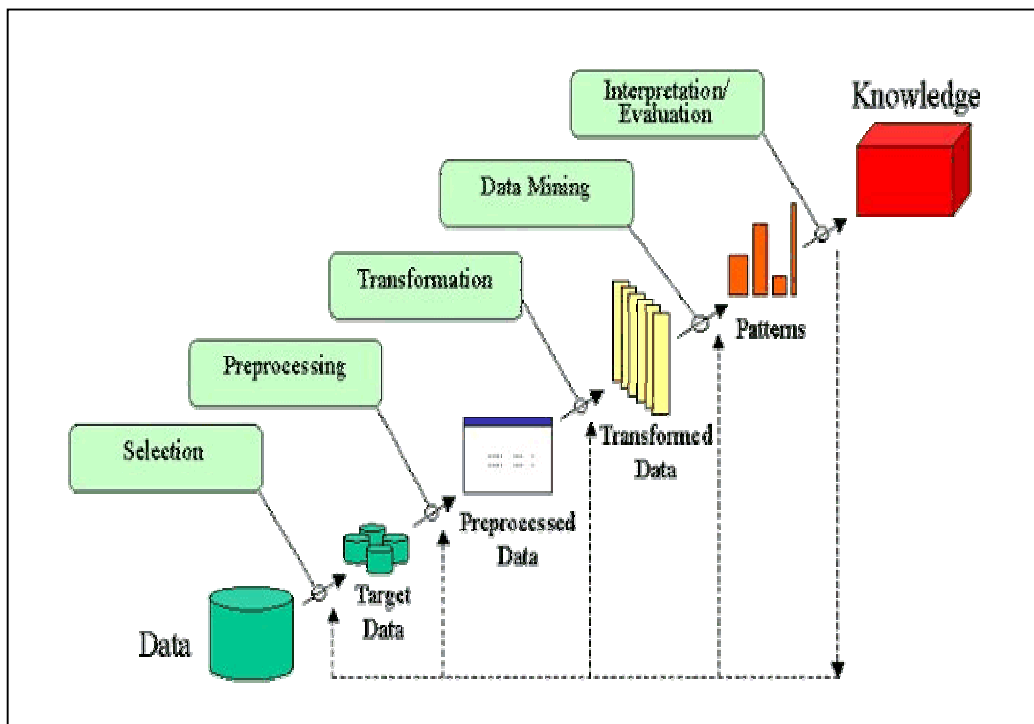 Interpretation/
Evaluation
Knowledge
Data Mining
Transformation
Patterns
Preprocessing
Transformed
Data
Selection
Preprocessed
Data
Target
Data
Data